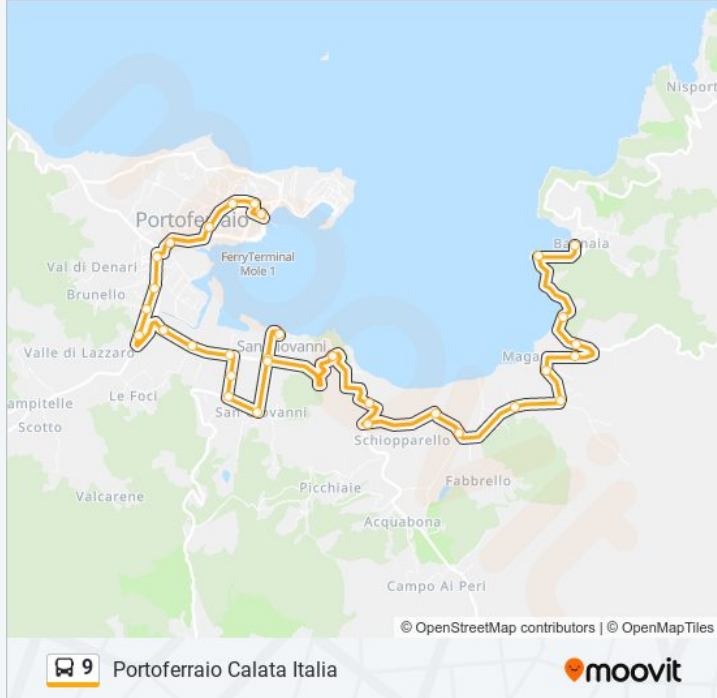 Nisport
Portoferraio
FerryTerminal
Mole 1
Bagnaia
Val di Denari
Brunello
San Giovanni
Valle di Lazzaro
Maga
Le Foci
ampitelle
Scotto
San Giovanni
Schiopparello
Valcarene
Picchiaie
Fabbrello
Acquabona
Campo Ai Peri
© OpenStreetMap contributors | © OpenMapTiles
9 Portoferraio Calata Italia
moovit